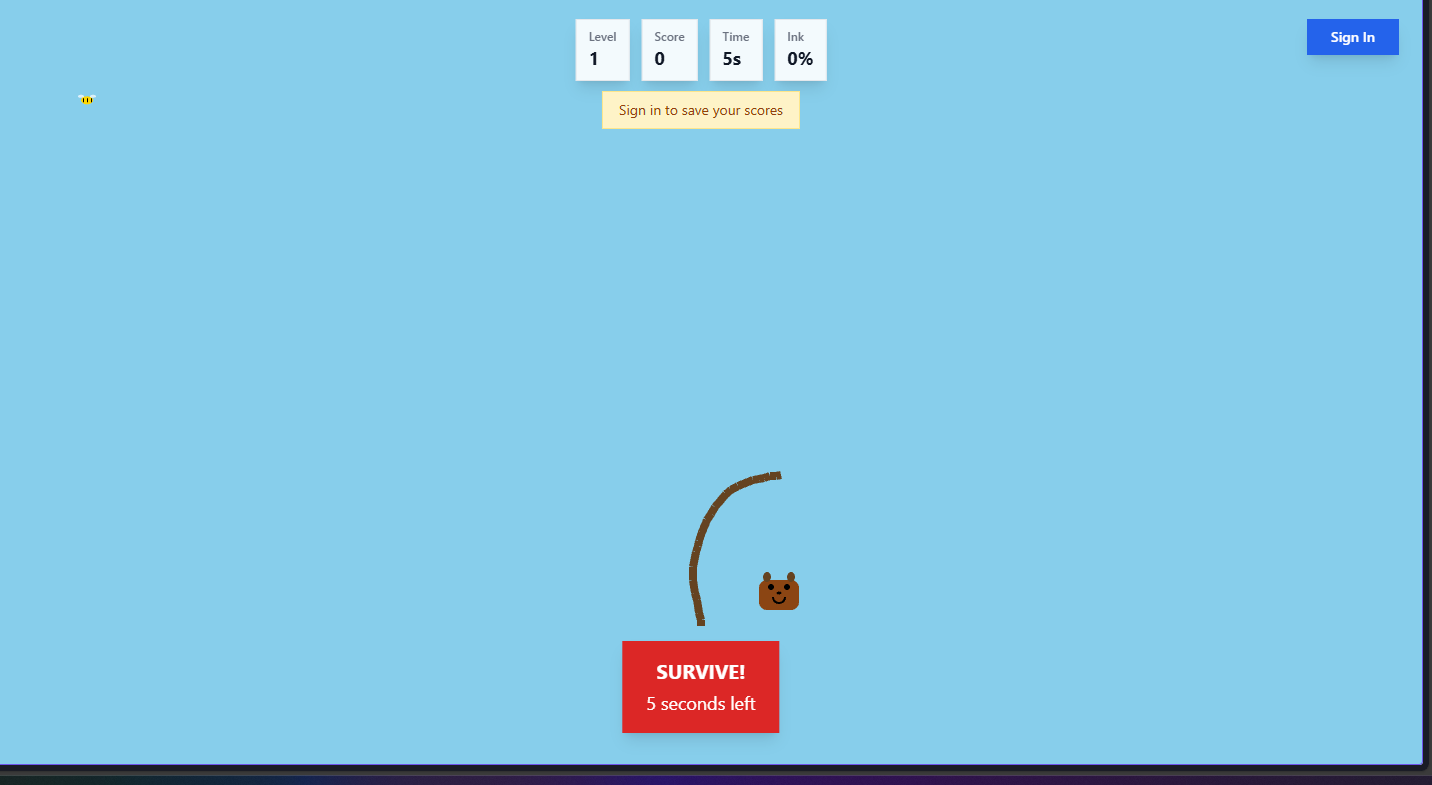 Level
1
Score
0
Time
5s
Ink
0%
Sign In
Sign in to save your scores
SURVIVE!
5 seconds left